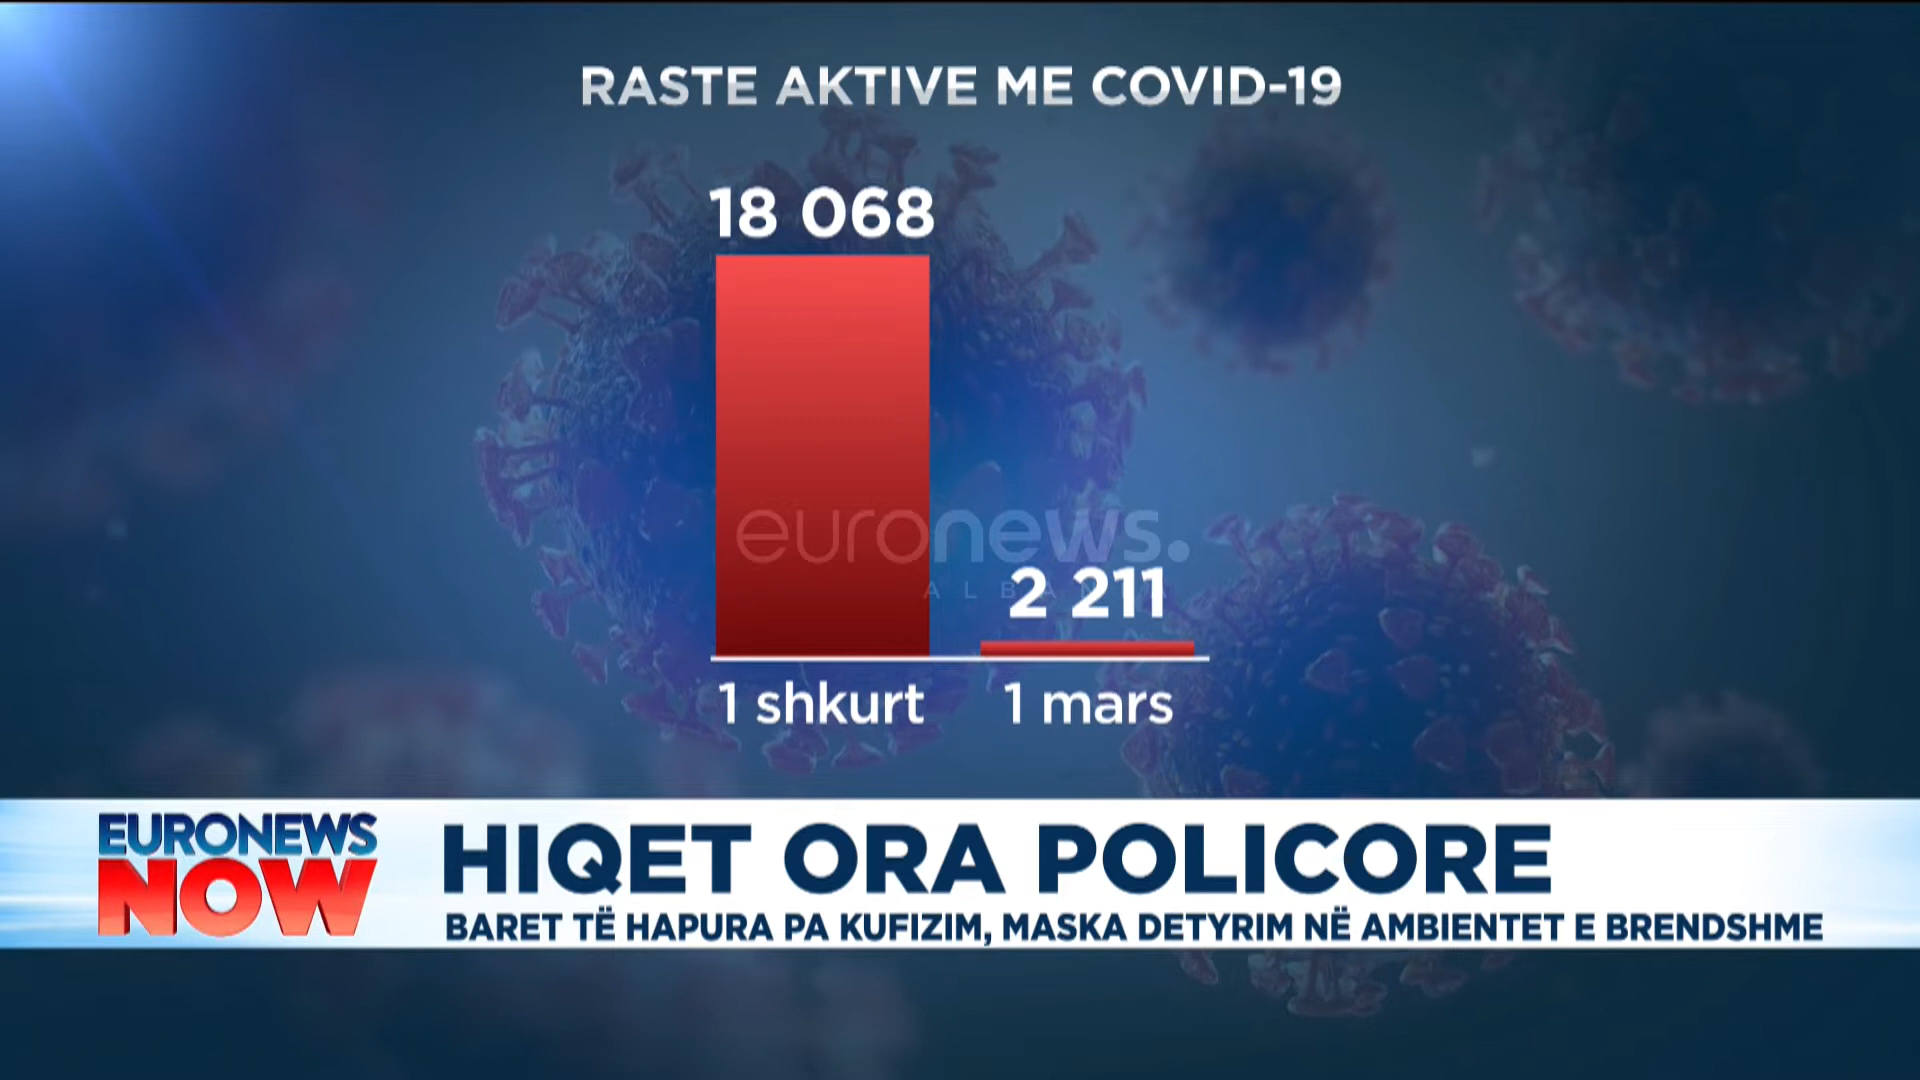 RASTE AKTIVE ME COVID-19
18 068
euronews.
ALBAN
2 211
1 shkurt
1 mars
EURONEWS
NOW
HIQET ORA POLICORE
BARET TË HAPURA PA KUFIZIM, MASKA DETYRIM NË AMBIENTET E BRENDSHME